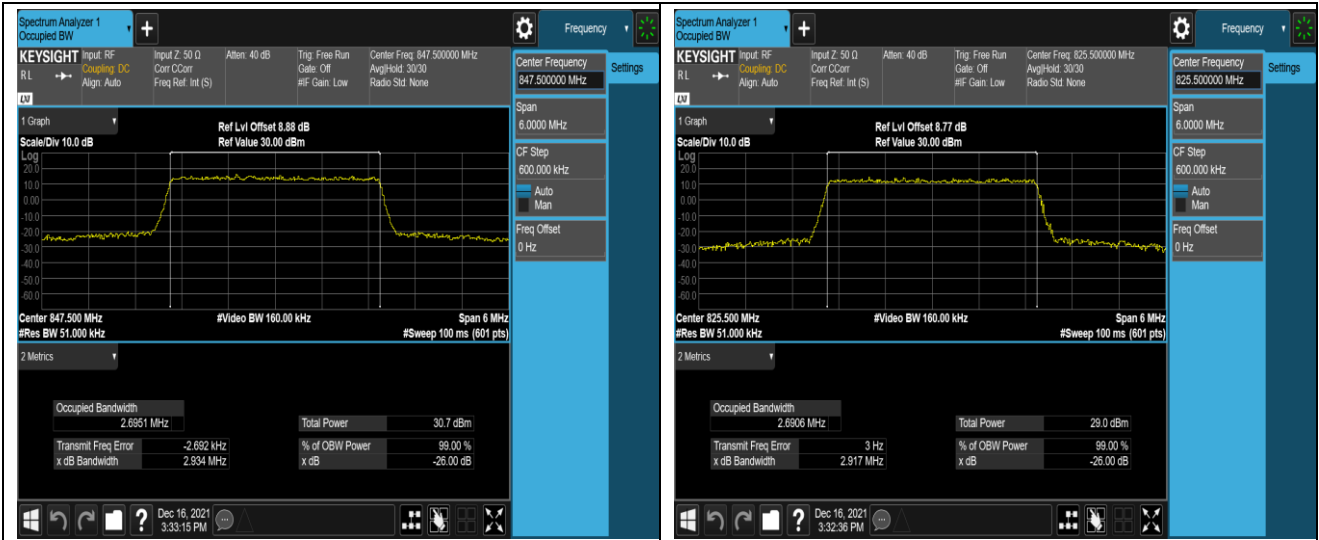 Spectrum Analyzer 1
Occupied BW
+
Frequency
KEYSIGHT
RL
LXI
Input: RF
Coupling: DC
Align: Auto
Input Z: 50 Ω
Corr CCorr
Freq Ref: Int (S)
Atten: 40 dB
Trig: Free Run
Gate: Off
#IF Gain: Low
Center Freq: 847.500000 MHz
Avg|Hold: 30/30
Radio Std: None
Center Frequency
847.500000 MHz
Settings
Span
6.0000 MHz
CF Step
600.000 kHz
Auto
Man
Freq Offset
0 Hz
1 Graph
Ref Lvl Offset 8.88 dB
Scale/Div 10.0 dB
Ref Value 30.00 dBm
Log
20.0
10.0
0.00
-10.0
-20.0
-30.0
-40.0
-50.0
-60.0
Center 847.500 MHz
#Video BW 160.00 kHz
Span 6 MHz
#Res BW 51.000 kHz
#Sweep 100 ms (601 pts)
2 Metrics
Occupied Bandwidth
2.6951 MHz
Total Power 30.7 dBm
Transmit Freq Error -2.692 kHz
% of OBW Power 99.00 %
x dB Bandwidth 2.934 MHz
x dB -26.00 dB
?
Dec 16, 2021
3:33:15 PM
Spectrum Analyzer 1
Occupied BW
+
Frequency
KEYSIGHT
RL
LXI
Input: RF
Coupling: DC
Align: Auto
Input Z: 50 Ω
Corr CCorr
Freq Ref: Int (S)
Atten: 40 dB
Trig: Free Run
Gate: Off
#IF Gain: Low
Center Freq: 825.500000 MHz
Avg|Hold: 30/30
Radio Std: None
Center Frequency
825.500000 MHz
Settings
Span
6.0000 MHz
CF Step
600.000 kHz
Auto
Man
Freq Offset
0 Hz
1 Graph
Ref Lvl Offset 8.77 dB
Scale/Div 10.0 dB
Ref Value 30.00 dBm
Log
20.0
10.0
0.00
-10.0
-20.0
-30.0
-40.0
-50.0
-60.0
Center 825.500 MHz
#Video BW 160.00 kHz
Span 6 MHz
#Res BW 51.000 kHz
#Sweep 100 ms (601 pts)
2 Metrics
Occupied Bandwidth
2.6906 MHz
Total Power 29.0 dBm
Transmit Freq Error 3 Hz
% of OBW Power 99.00 %
x dB Bandwidth 2.917 MHz
x dB -26.00 dB
?
Dec 16, 2021
3:32:36 PM